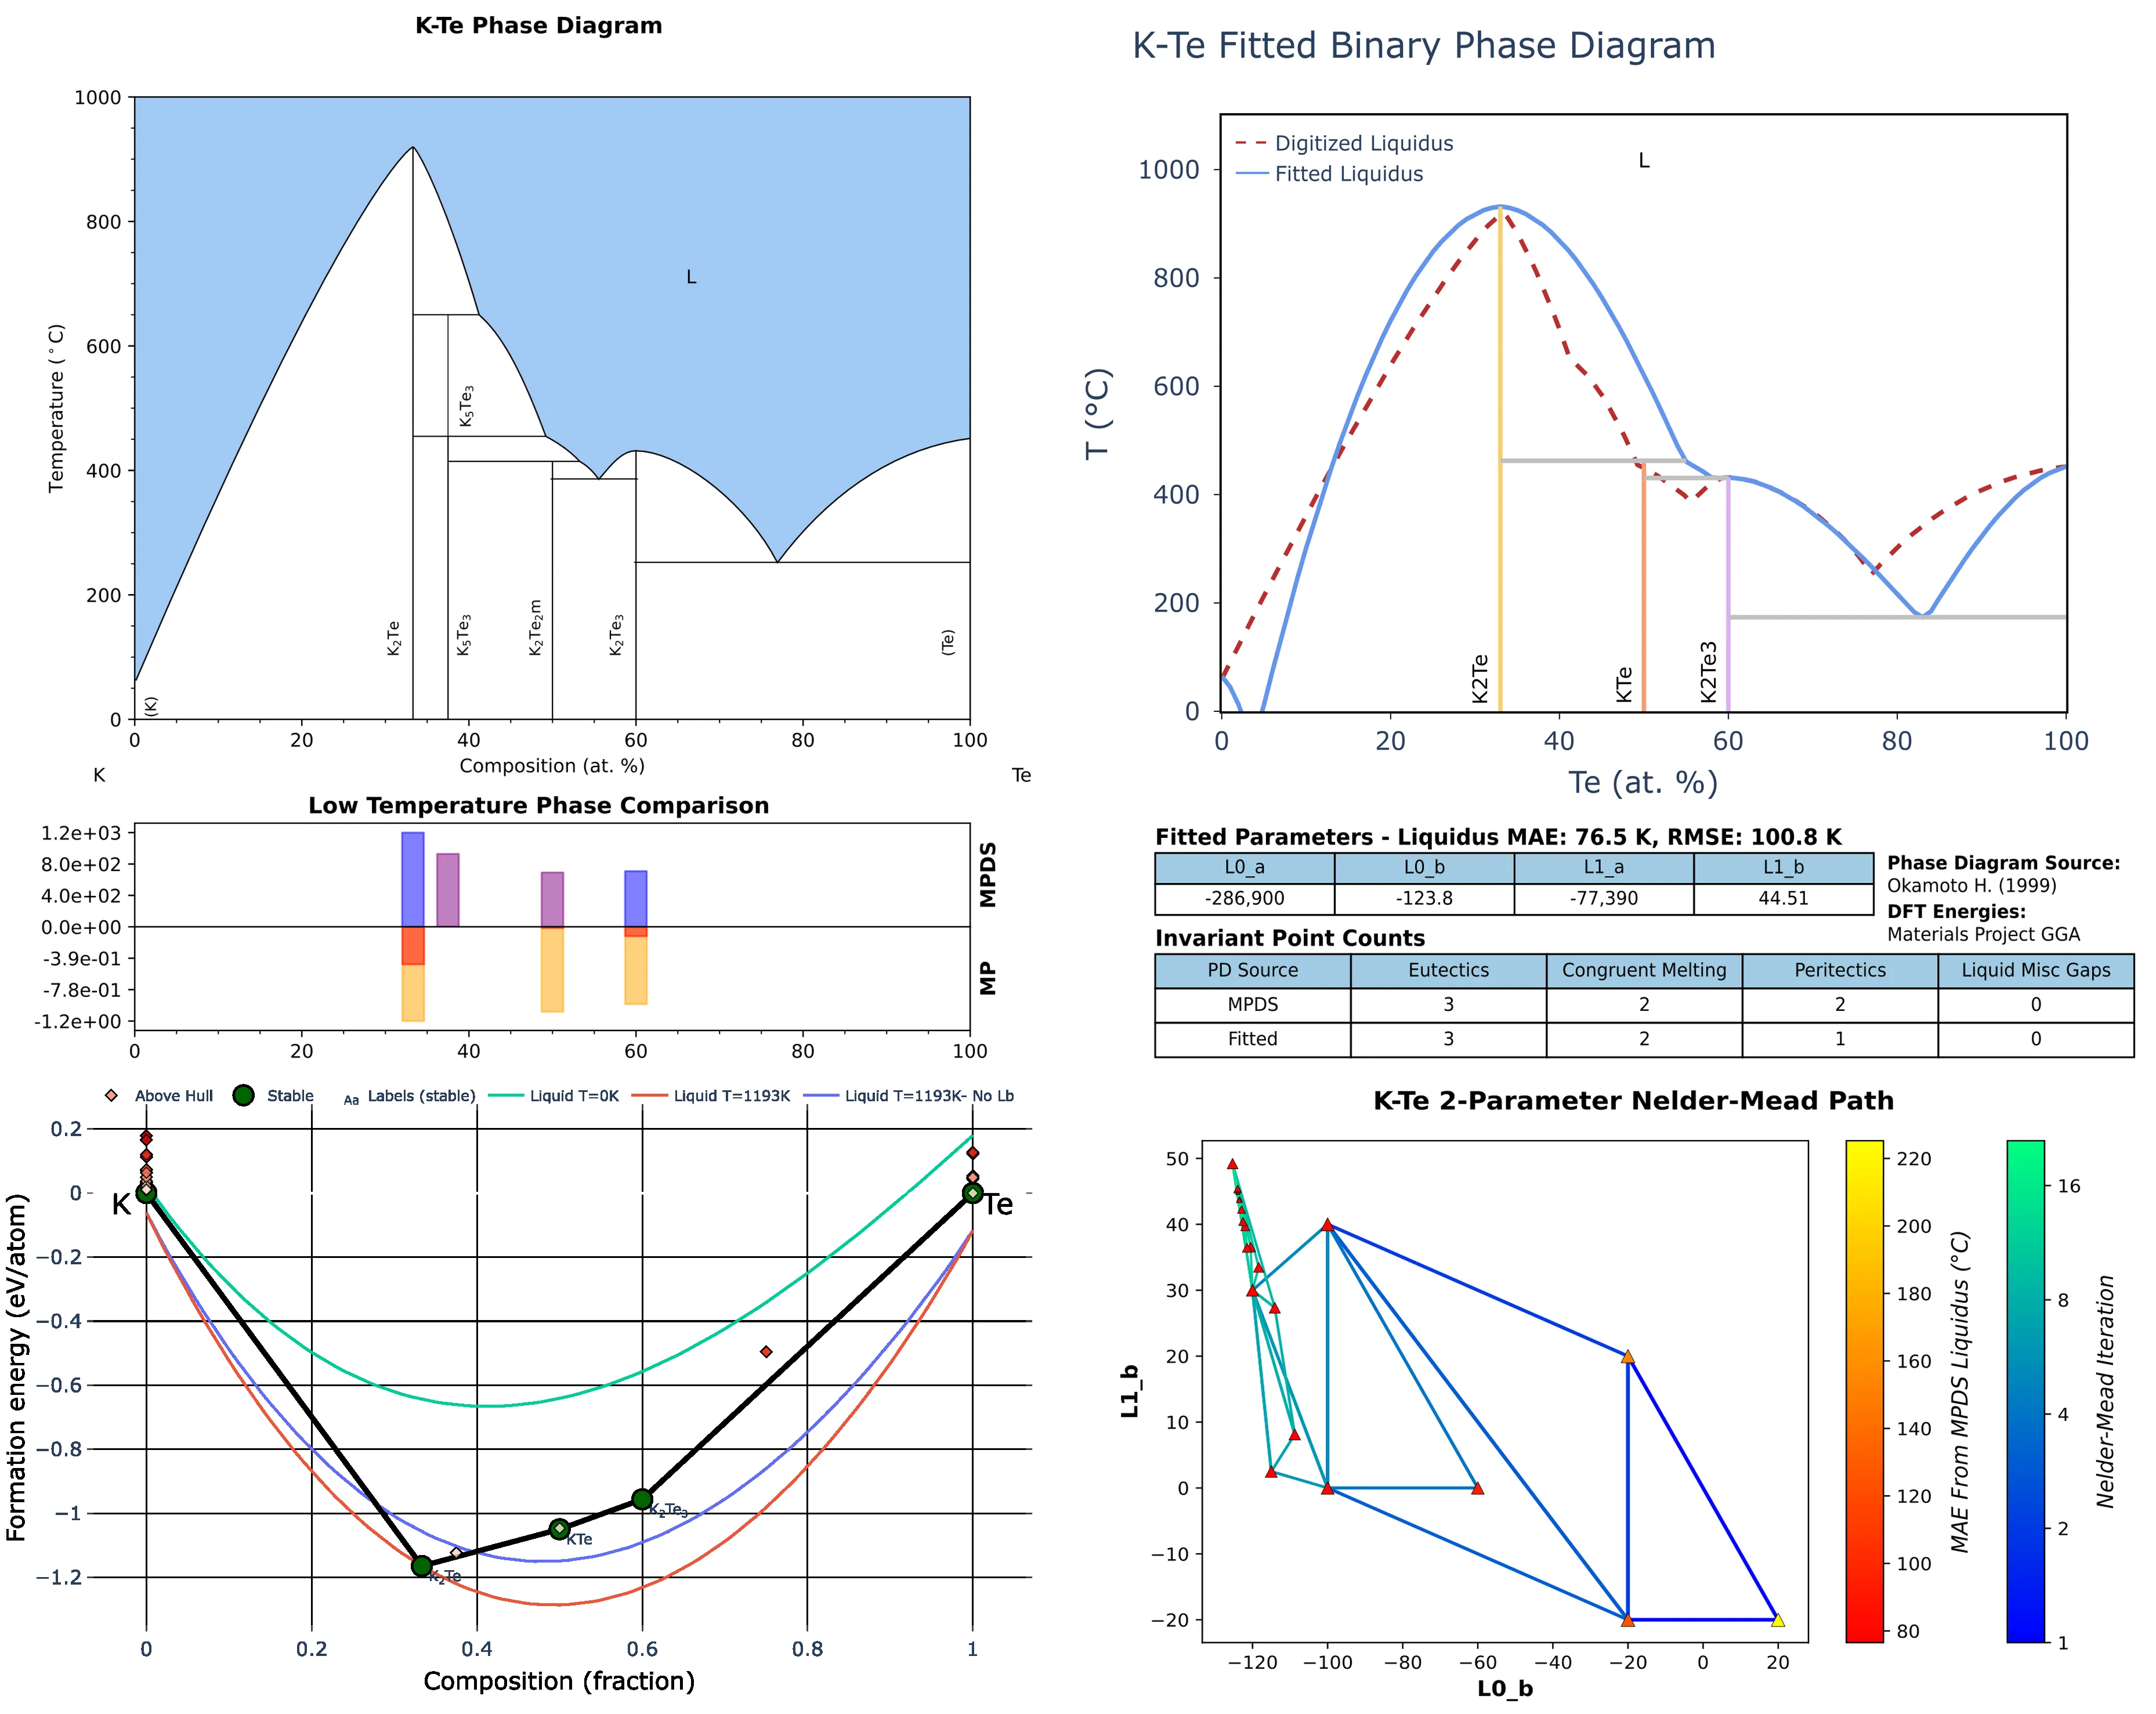 K-Te Phase Diagram
1000
800
600
400
200
0
Temperature (°C)
L
K5Te3
K2Te
K5Te3
K2Te2m
K2Te3
(Te)
(K)
0 20 40 60 80 100
Composition (at. %)
K Te
Low Temperature Phase Comparison
1.2e+03
8.0e+02
4.0e+02
0.0e+00
-3.9e-01
-7.8e-01
-1.2e+00
MPDS
MP
0 20 40 60 80 100
Above Hull Stable Aa Labels (stable) Liquid T=0K Liquid T=1193K Liquid T=1193K- No Lb
0.2
0
−0.2
−0.4
−0.6
−0.8
−1
−1.2
Formation energy (eV/atom)
K
Te
K2Te3
KTe
K2Te
0 0.2 0.4 0.6 0.8 1
Composition (fraction)
K-Te Fitted Binary Phase Diagram
Digitized Liquidus
Fitted Liquidus
L
1000
800
600
400
200
0
T (°C)
K2Te
KTe
K2Te3
0 20 40 60 80 100
Te (at. %)
Fitted Parameters - Liquidus MAE: 76.5 K, RMSE: 100.8 K
L0_a L0_b L1_a L1_b
-286,900 -123.8 -77,390 44.51
Phase Diagram Source:
Okamoto H. (1999)
DFT Energies:
Materials Project GGA
Invariant Point Counts
PD Source Eutectics Congruent Melting Peritectics Liquid Misc Gaps
MPDS 3 2 2 0
Fitted 3 2 1 0
K-Te 2-Parameter Nelder-Mead Path
50
40
30
20
10
0
−10
−20
L1_b
−120 −100 −80 −60 −40 −20 0 20
L0_b
220
200
180
160
140
120
100
80
MAE From MPDS Liquidus (°C)
16
8
4
2
1
Nelder-Mead Iteration